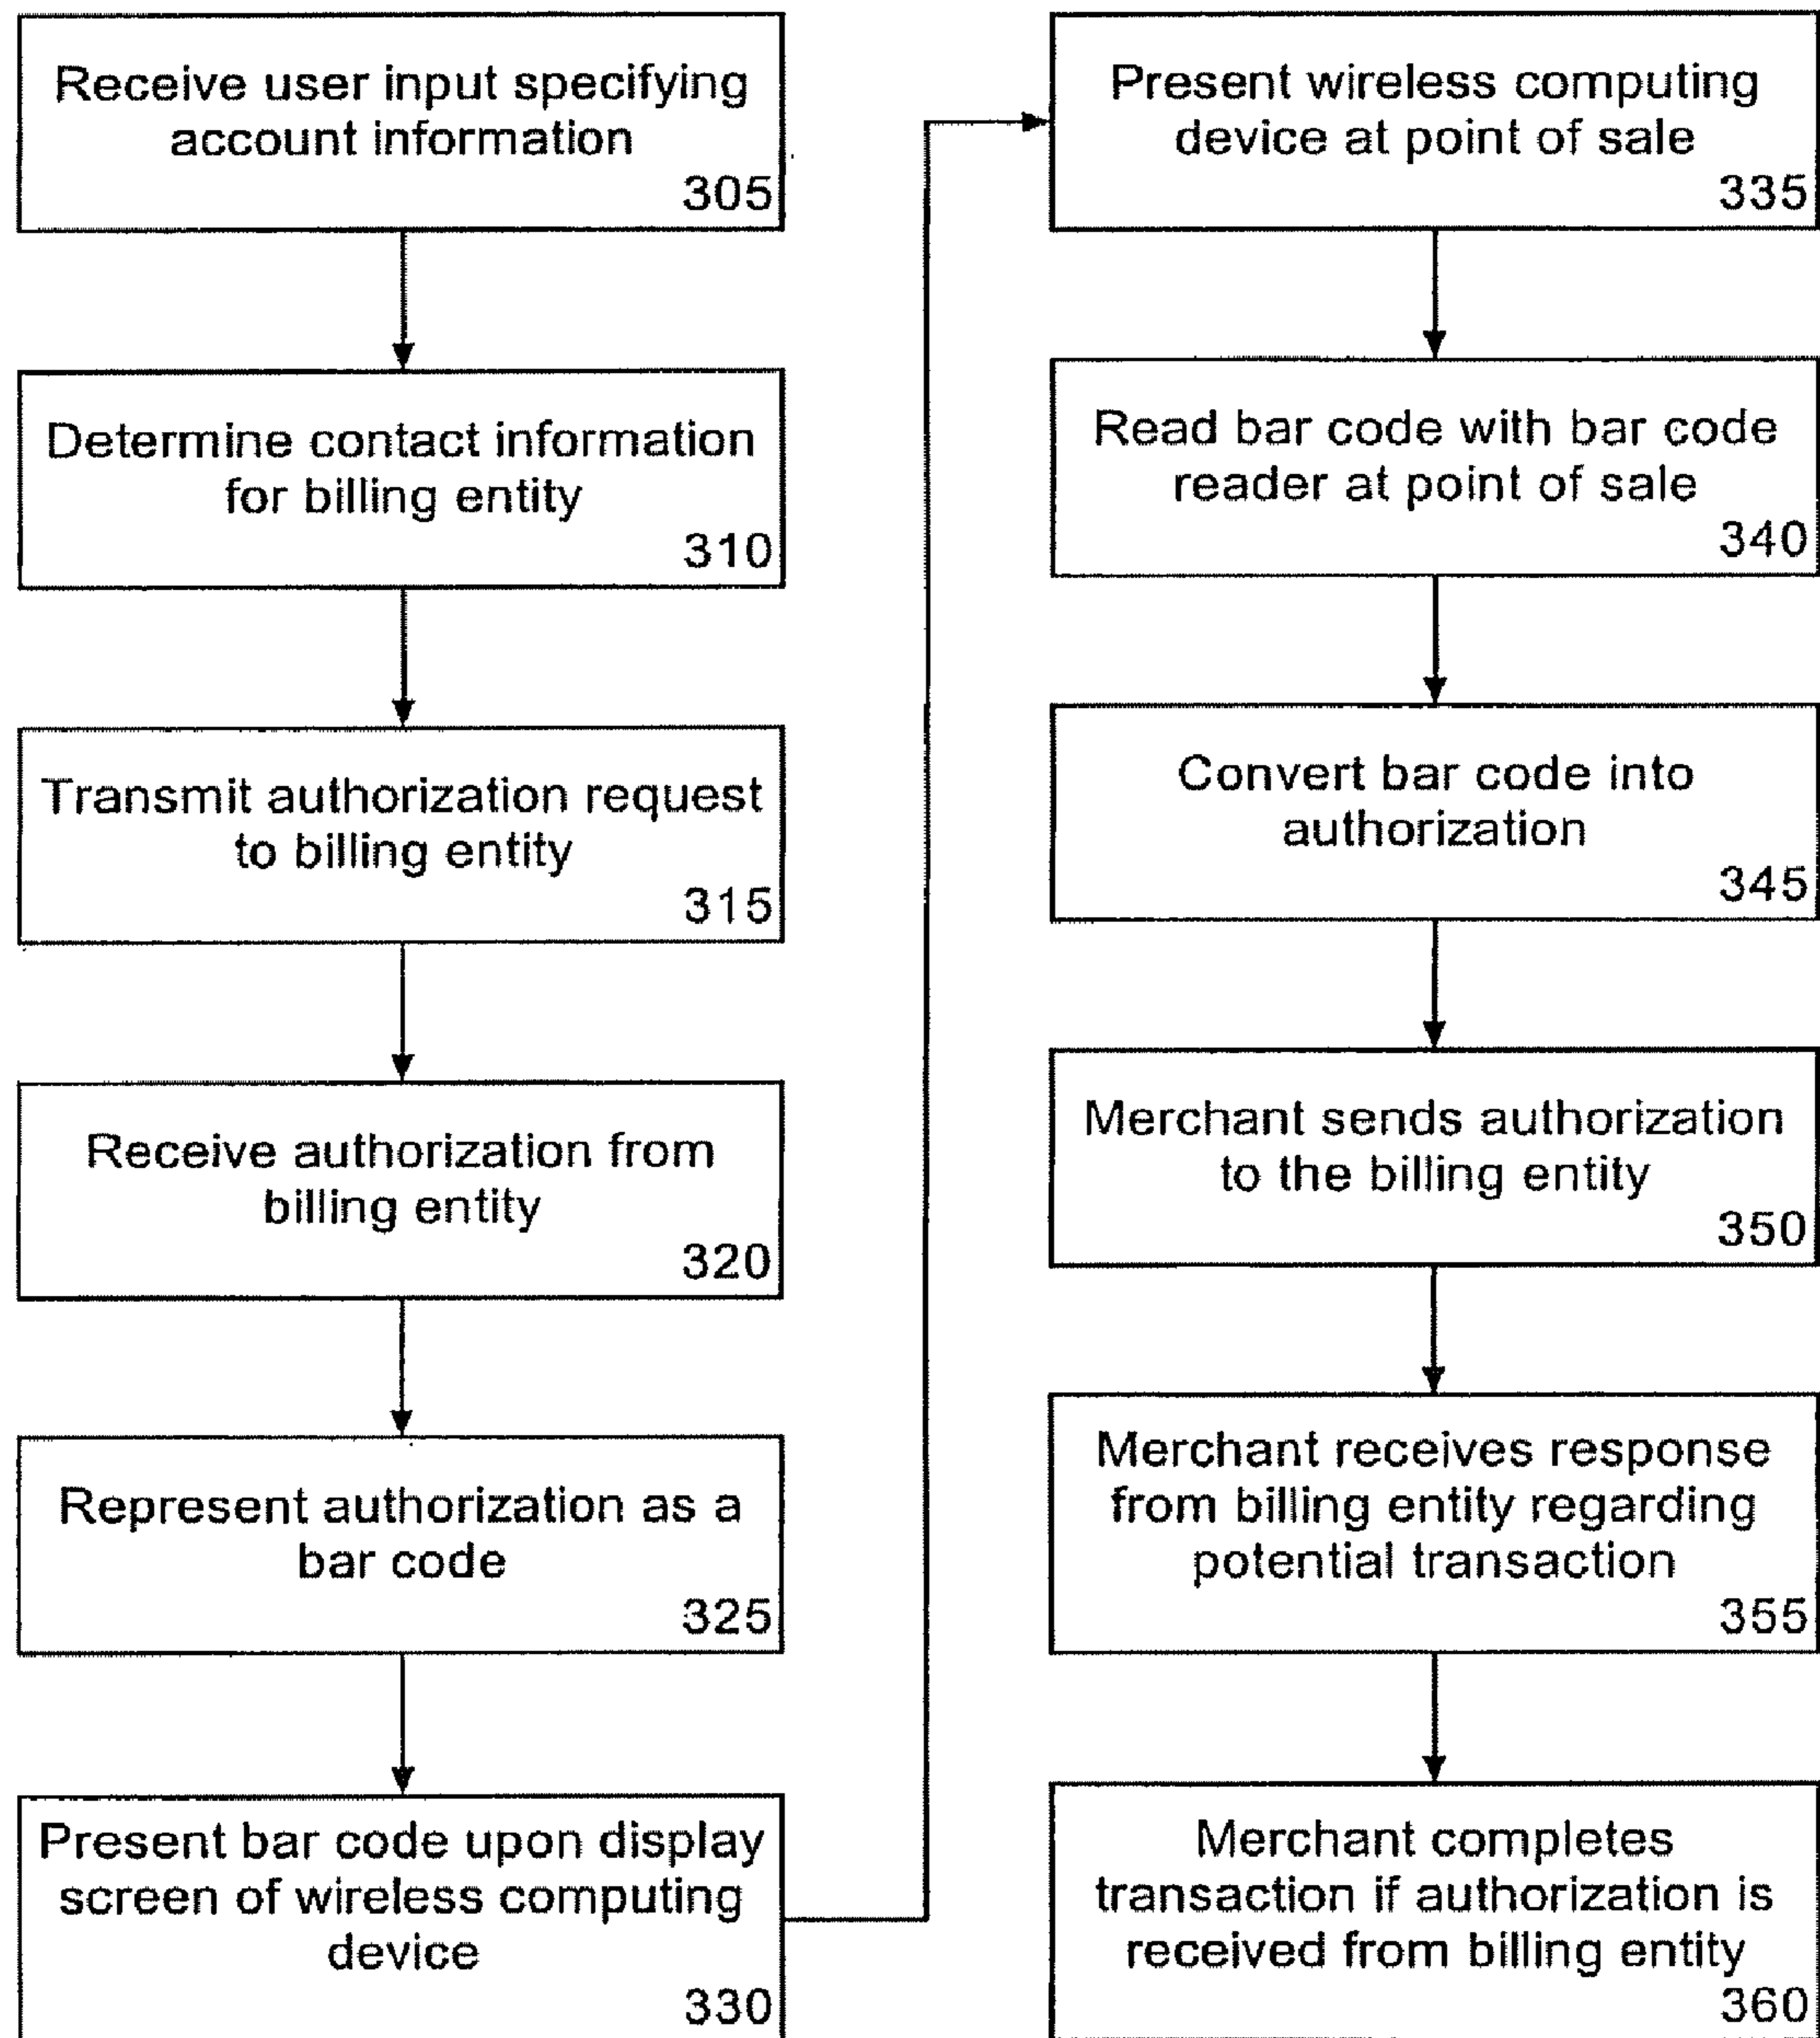 Receive user input specifying
account information
305
Determine contact information
for billing entity
310
Transmit authorization request
to billing entity
315
Receive authorization from
billing entity
320
Represent authorization as a
bar code
325
Present bar code upon display
screen of wireless computing
device
330
Present wireless computing
device at point of sale
335
Read bar code with bar code
reader at point of sale
340
Convert bar code into
authorization
345
Merchant sends authorization
to the billing entity
350
Merchant receives response
from billing entity regarding
potential transaction
355
Merchant completes
transaction if authorization is
received from billing entity
360